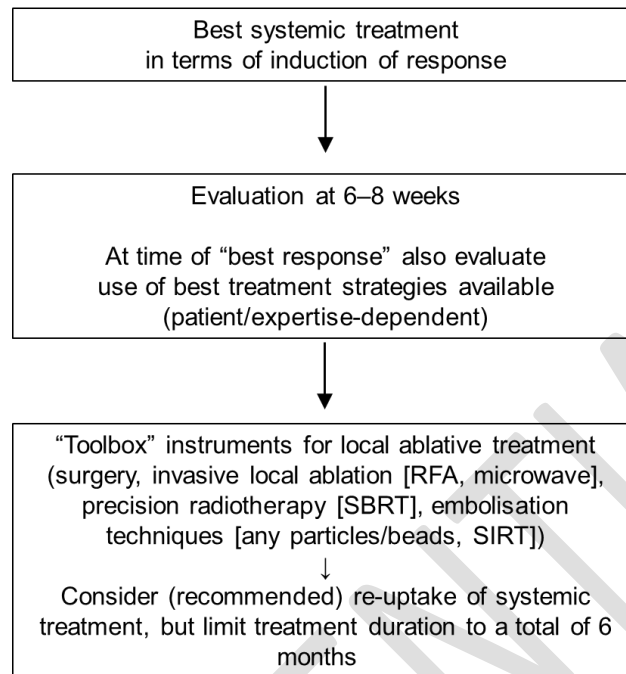 Best systemic treatment
in terms of induction of response
Evaluation at 6–8 weeks
At time of “best response” also evaluate
use of best treatment strategies available
(patient/expertise-dependent)
“Toolbox” instruments for local ablative treatment
(surgery, invasive local ablation [RFA, microwave],
precision radiotherapy [SBRT], embolisation
techniques [any particles/beads, SIRT])
↓
Consider (recommended) re-uptake of systemic
treatment, but limit treatment duration to a total of 6
months